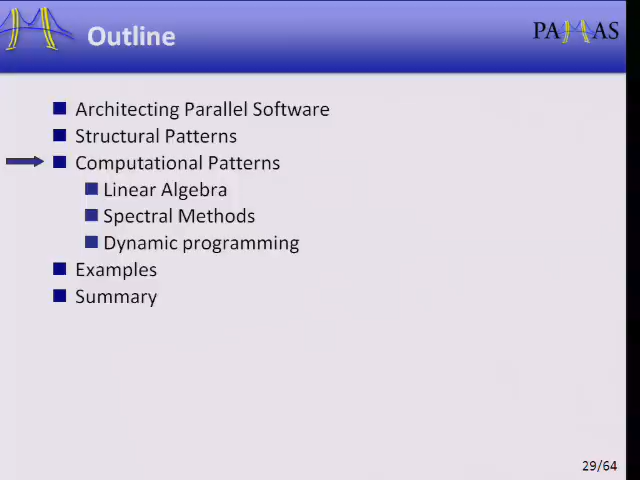 Outline
PA AS
Architecting Parallel Software
Structural Patterns
Computational Patterns
Linear Algebra
Spectral Methods
Dynamic programming
Examples
Summary
29/64